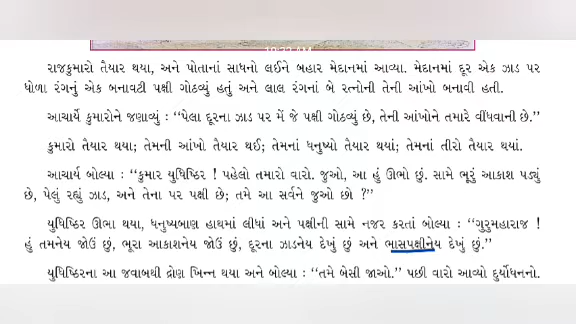 10:22 AM
રાજકુમારો તૈયાર થયા, અને પોતાનાં સાધનો લઈને બહાર મેદાનમાં આવ્યા. મેદાનમાં દૂર એક ઝાડ પર
ધોળા રંગનું એક બનાવટી પક્ષી ગોઠવ્યું હતું અને લાલ રંગનાં બે રત્નોની તેની આંખો બનાવી હતી.
આચાર્યે કુમારોને જણાવ્યું : “પેલા દૂરના ઝાડ પર મેં જે પક્ષી ગોઠવ્યું છે, તેની આંખોને તમારે વીંધવાની છે.”
કુમારો તૈયાર થયા; તેમની આંખો તૈયાર થઈ; તેમનાં ધનુષ્યો તૈયાર થયાં; તેમનાં તીરો તૈયાર થયાં.
આચાર્ય બોલ્યા : “કુમાર યુધિષ્ઠિર ! પહેલો તમારો વારો. જુઓ, આ હું ઊભો છું. સામે ભૂરું આકાશ પડ્યું
છે, પેલું રહ્યું ઝાડ, અને તેના પર પક્ષી છે; તમે આ સર્વને જુઓ છો ?”
યુધિષ્ઠિર ઊભા થયા, ધનુષ્યબાણ હાથમાં લીધાં અને પક્ષીની સામે નજર કરતાં બોલ્યા : “ગુરુમહારાજ !
હું તમનેય જોઉં છું, ભૂરા આકાશનેય જોઉં છું, દૂરના ઝાડનેય દેખું છું અને ભાસપક્ષીનેય દેખું છું.”
યુધિષ્ઠિરના આ જવાબથી દ્રોણ ખિન્ન થયા અને બોલ્યા : “તમે બેસી જાઓ.” પછી વારો આવ્યો દુર્યોધનનો.